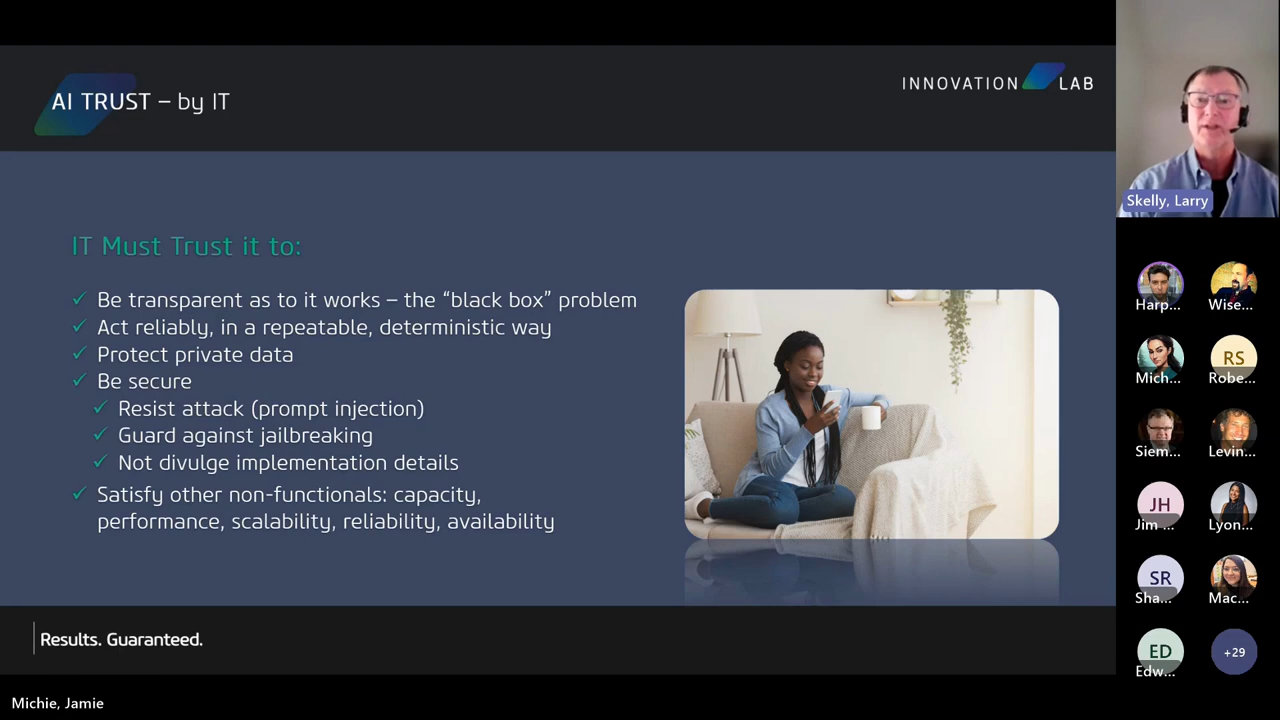 AI TRUST – by IT
INNOVATION LAB
IT Must Trust it to:
Be transparent as to it works – the “black box” problem
Act reliably, in a repeatable, deterministic way
Protect private data
Be secure
Resist attack (prompt injection)
Guard against jailbreaking
Not divulge implementation details
Satisfy other non-functionals: capacity,
performance, scalability, reliability, availability
Results. Guaranteed.
Michie, Jamie
Skelly, Larry
Harp...
Wise...
Mich...
RS
Robe...
Siem...
Levin...
JH
Jim ...
Lyon...
SR
Sha...
Mac...
ED
Edw...
+29